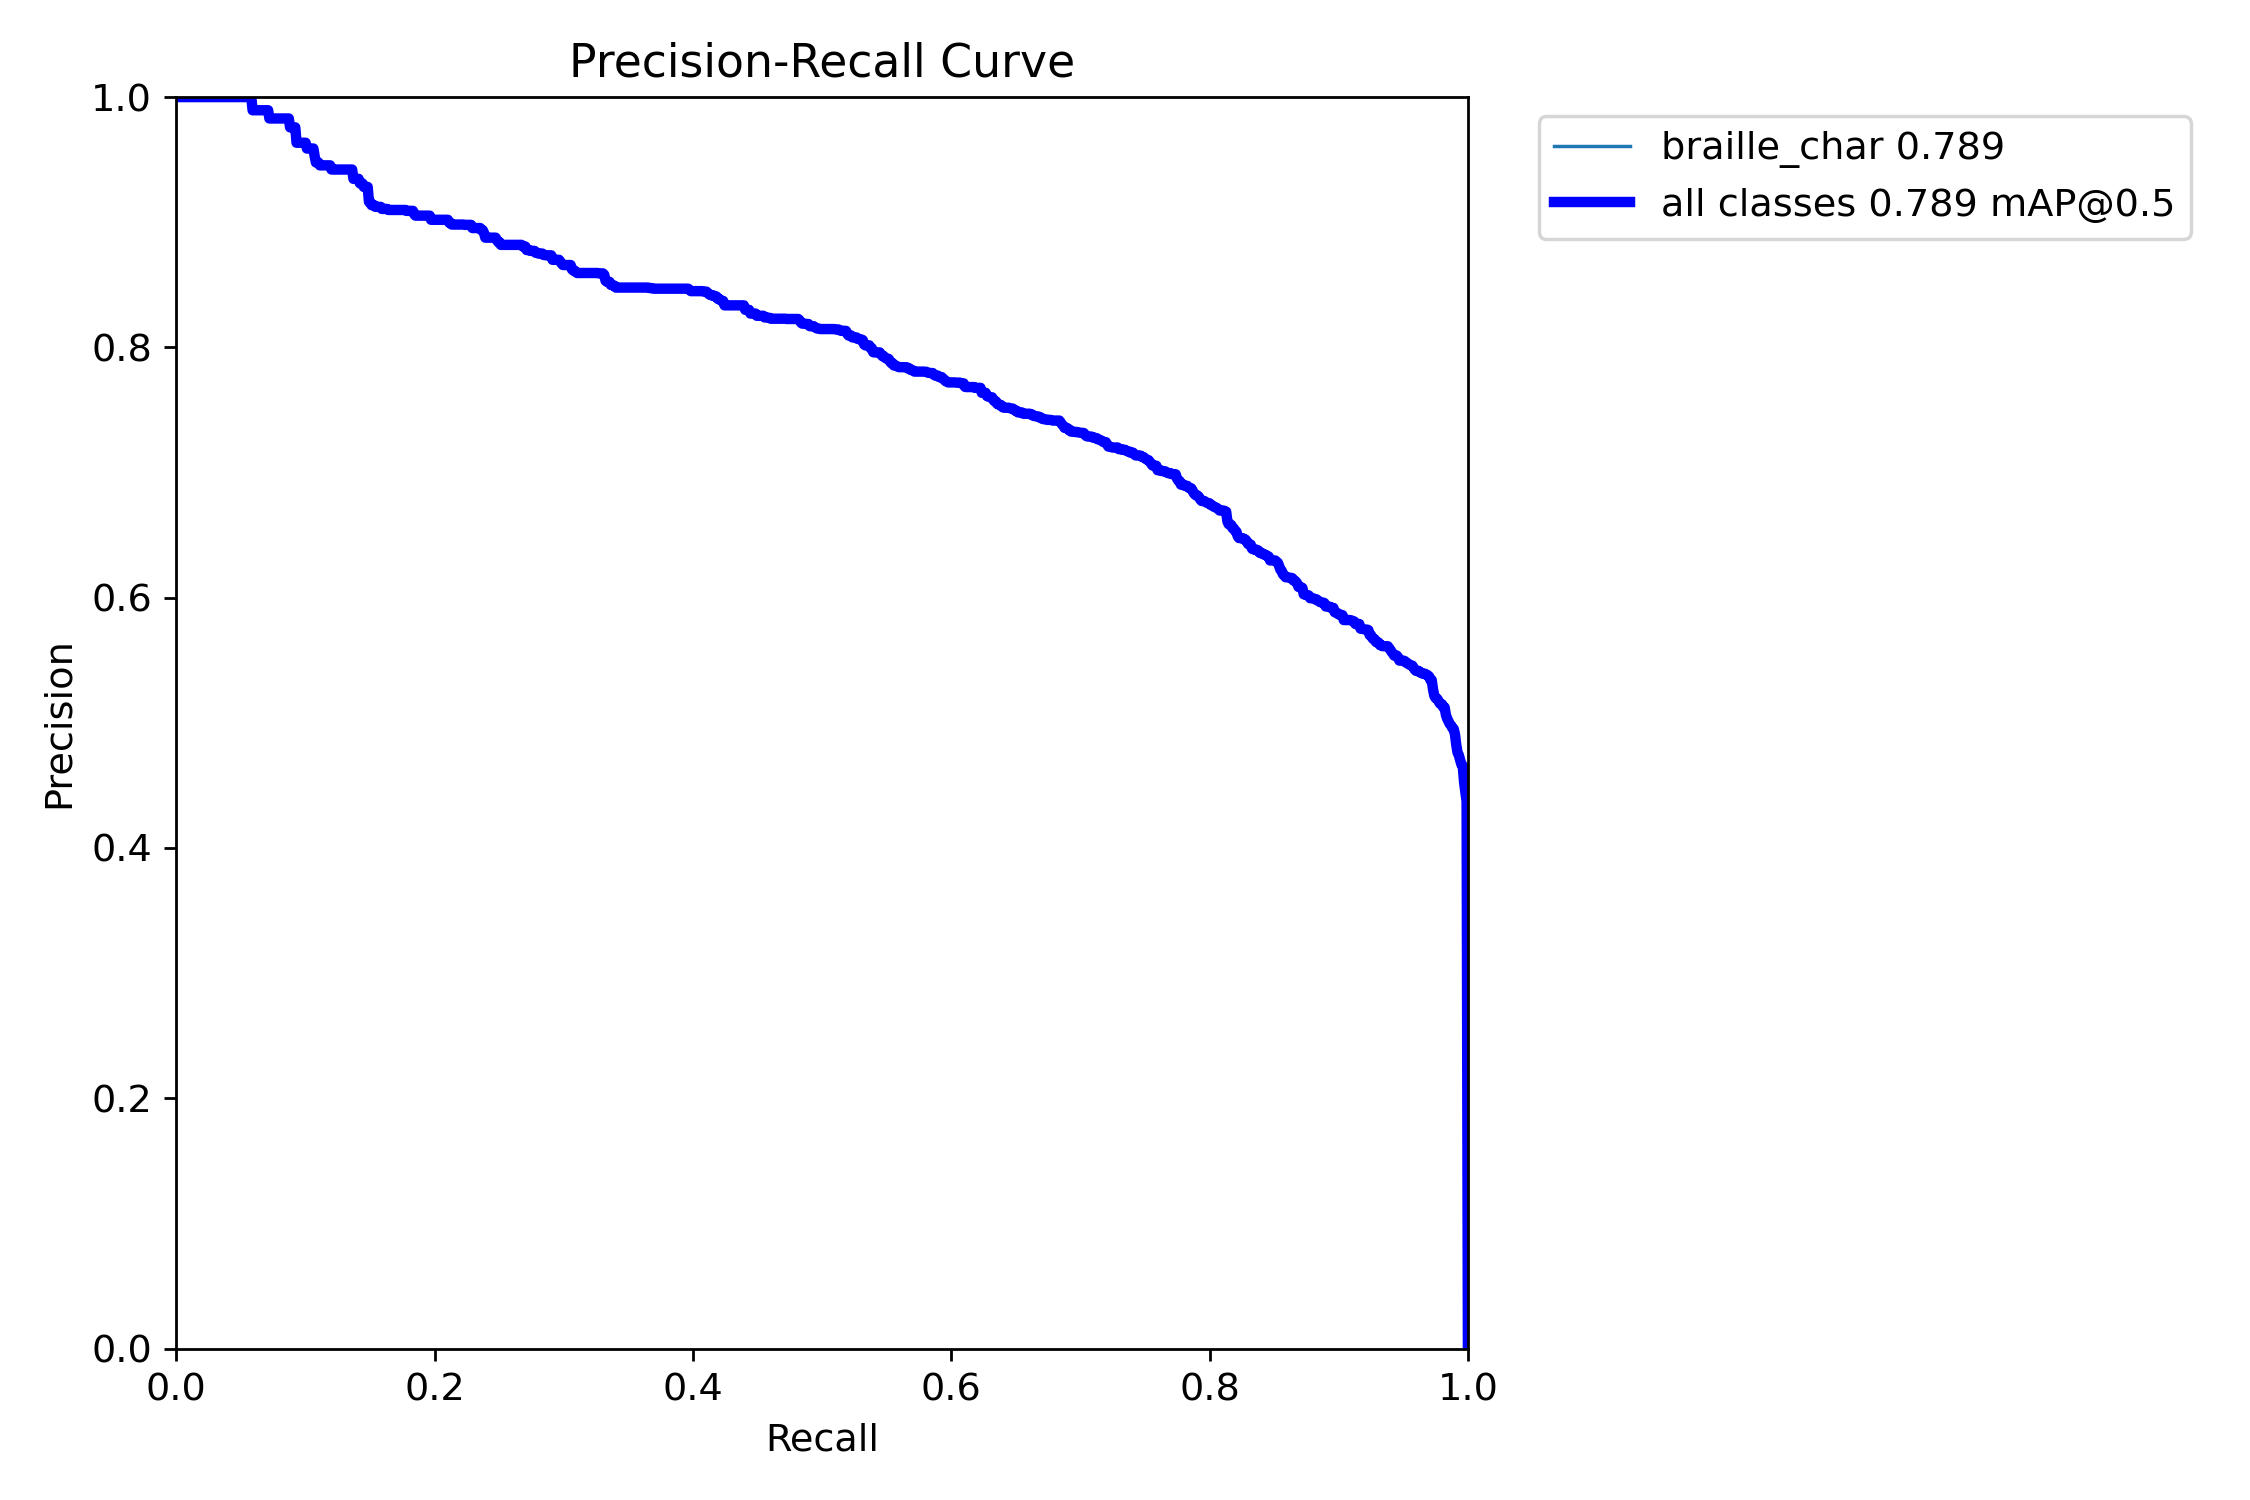 Precision-Recall Curve
1.0
0.8
0.6
0.4
0.2
0.0
Precision
0.0 0.2 0.4 0.6 0.8 1.0
Recall
braille_char 0.789
all classes 0.789 mAP@0.5